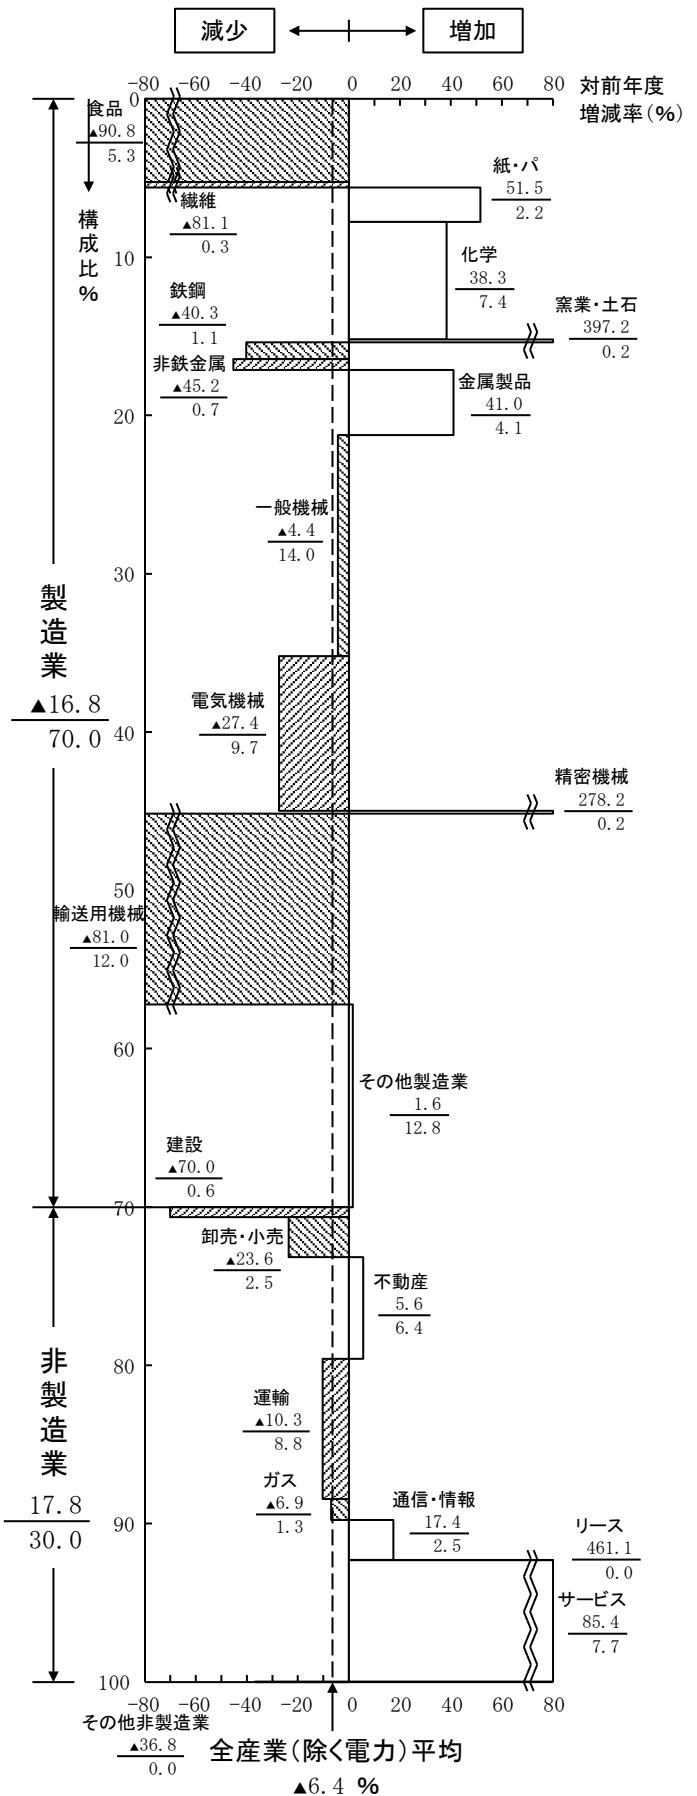 減少
増加
-80 -60 -40 -20 0 20 40 60 80
対前年度
増減率(%)
0
食品
▲90.8
5.3
紙・パ
51.5
2.2
繊維
▲81.1
0.3
構成比%
10
化学
38.3
7.4
鉄鋼
▲40.3
1.1
窯業・土石
397.2
0.2
非鉄金属
▲45.2
0.7
金属製品
41.0
4.1
20
一般機械
▲4.4
14.0
30
製造業
▲16.8
70.0
電気機械
▲27.4
9.7
40
精密機械
278.2
0.2
50
輸送用機械
▲81.0
12.0
60
その他製造業
1.6
12.8
建設
▲70.0
0.6
70
卸売・小売
▲23.6
2.5
不動産
5.6
6.4
非製造業
17.8
30.0
80
運輸
▲10.3
8.8
ガス
▲6.9
1.3
通信・情報
17.4
2.5
90
リース
461.1
0.0
サービス
85.4
7.7
100
-80 -60 -40 -20 0 20 40 60 80
その他非製造業
▲36.8
0.0
全産業(除く電力)平均
▲6.4 %